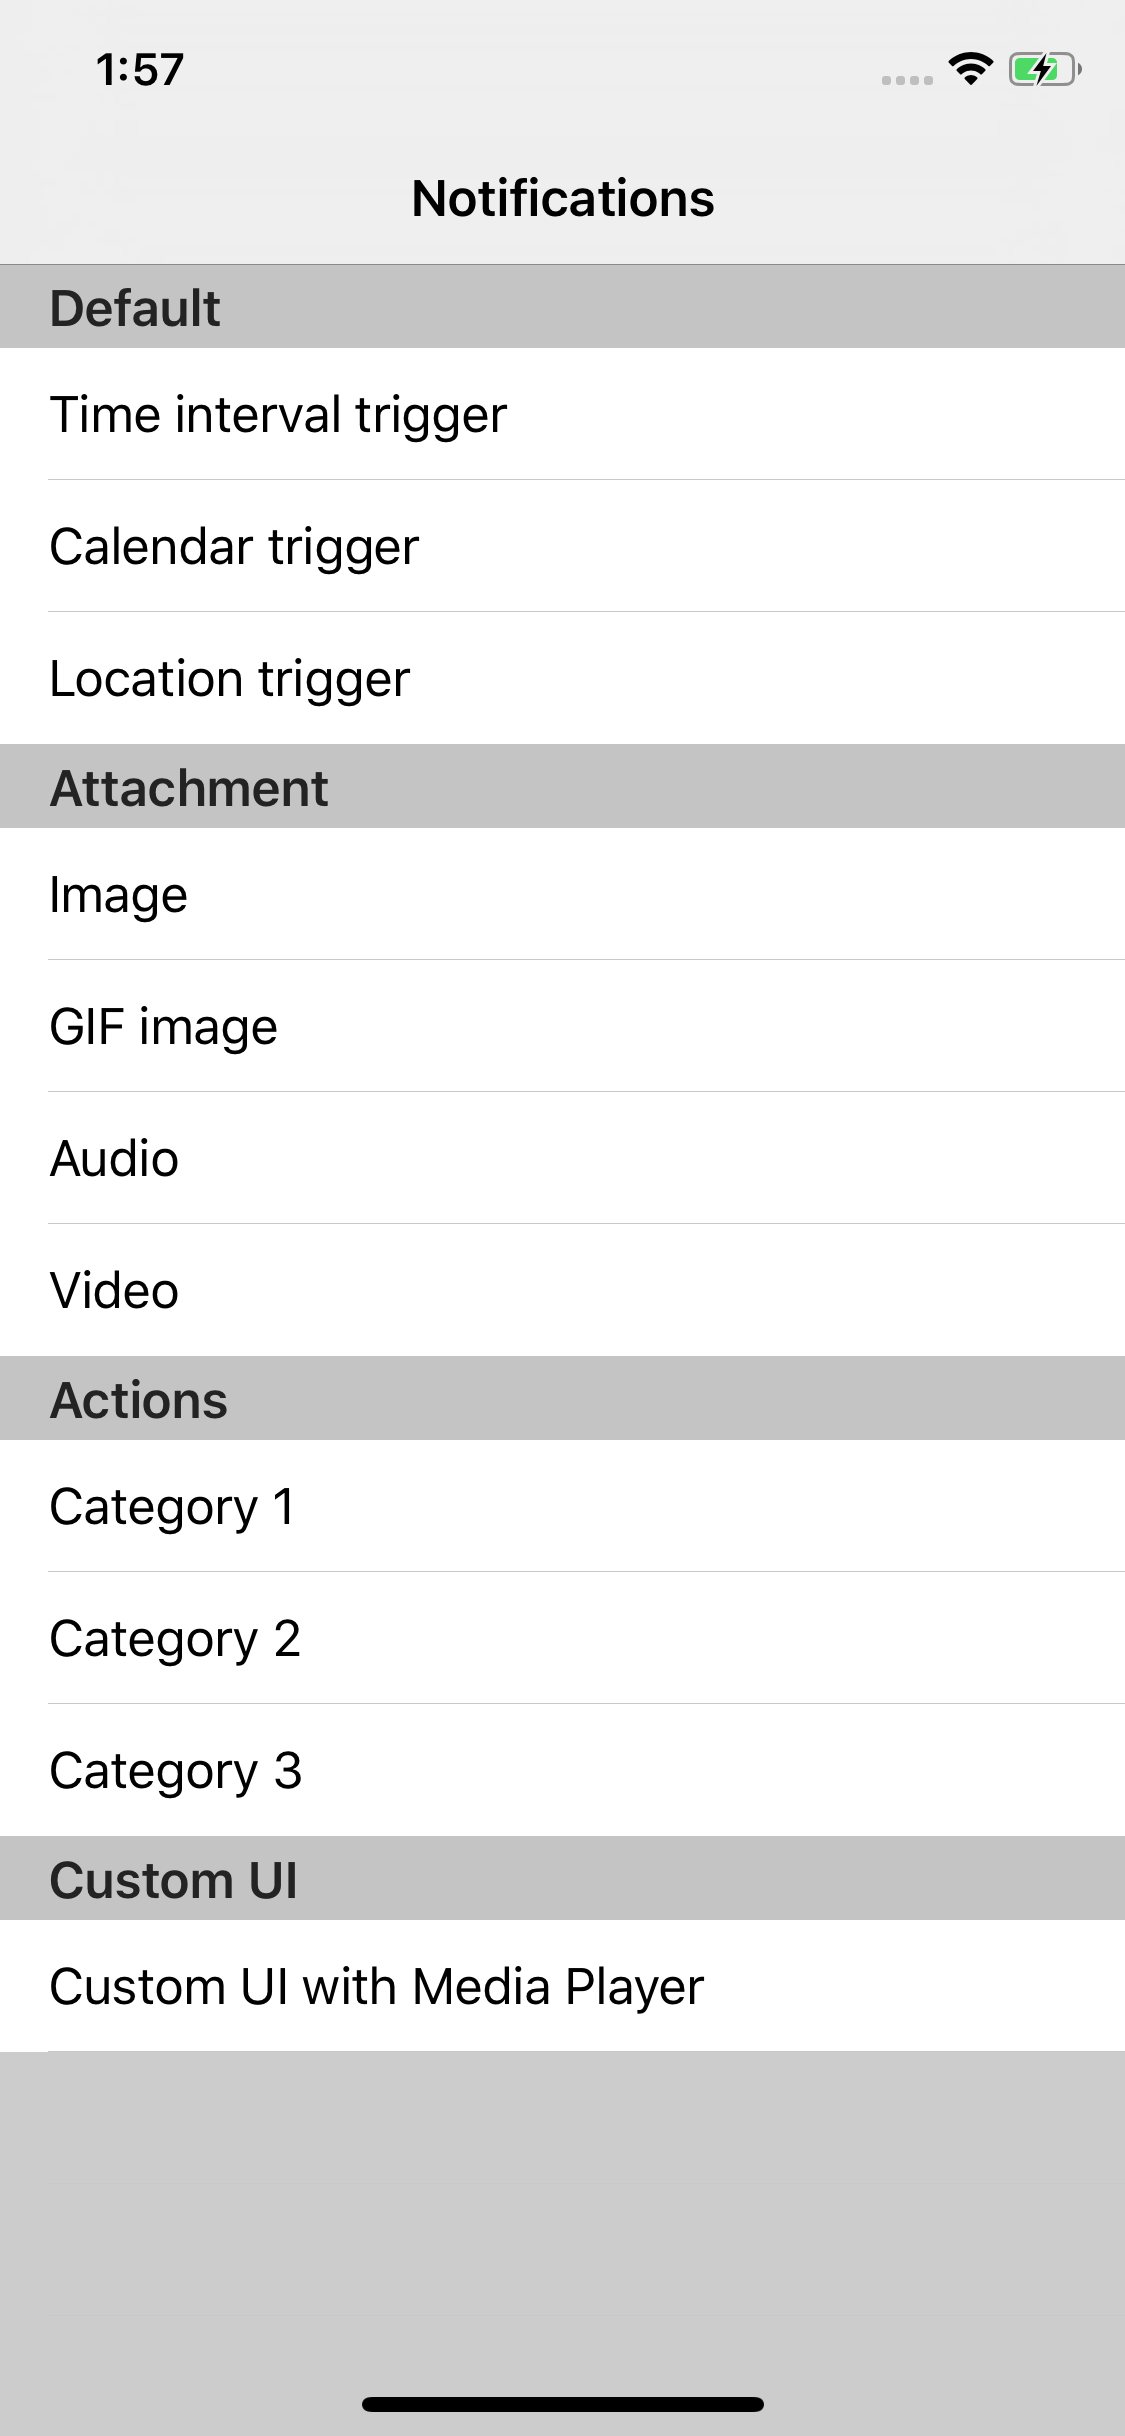 1:57
Notifications
Default
Time interval trigger
Calendar trigger
Location trigger
Attachment
Image
GIF image
Audio
Video
Actions
Category 1
Category 2
Category 3
Custom UI
Custom UI with Media Player